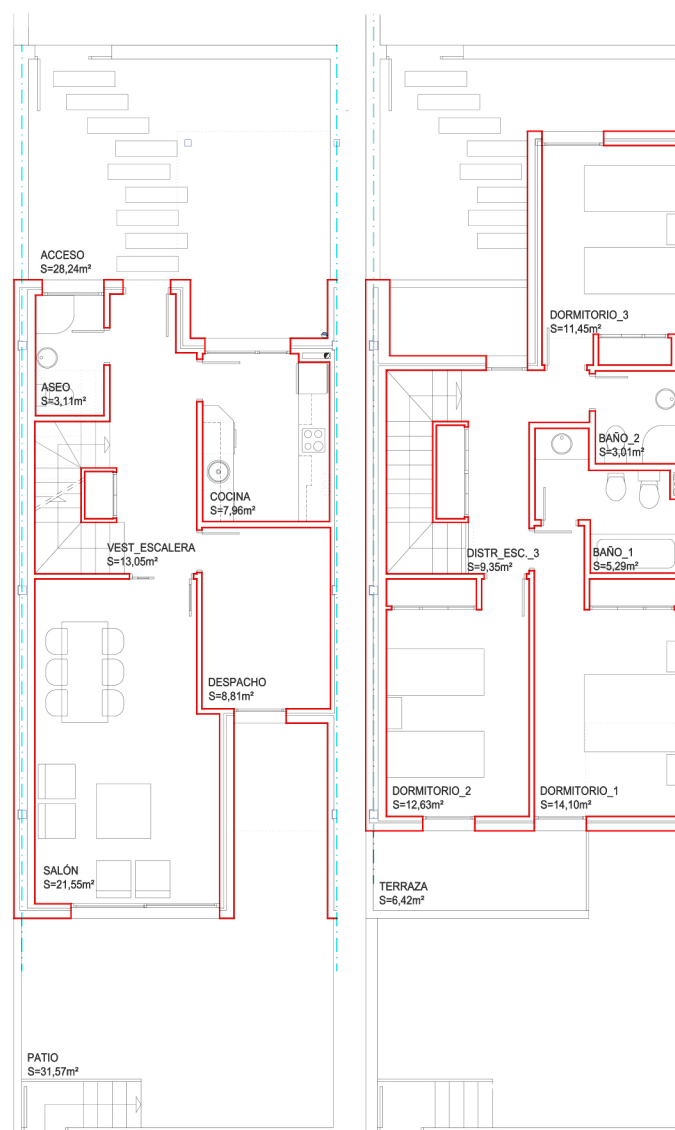 ACCESO
S=28,24m²
ASEO
S=3,11m²
COCINA
S=7,96m²
VEST_ESCALERA
S=13,05m²
DESPACHO
S=8,81m²
SALÓN
S=21,55m²
PATIO
S=31,57m²
DORMITORIO_3
S=11,45m²
BAÑO_2
S=3,01m²
DISTR_ESC._3
S=9,35m²
BAÑO_1
S=5,29m²
DORMITORIO_2
S=12,63m²
DORMITORIO_1
S=14,10m²
TERRAZA
S=6,42m²